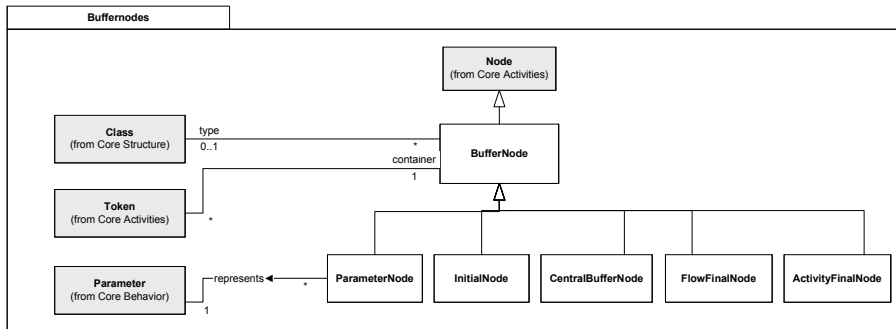 Buffernodes
Node
(from Core Activities)
Class
(from Core Structure)
type
0..1
*
BufferNode
container
1
Token
(from Core Activities)
*
Parameter
(from Core Behavior)
represents
*
1
ParameterNode
InitialNode
CentralBufferNode
FlowFinalNode
ActivityFinalNode